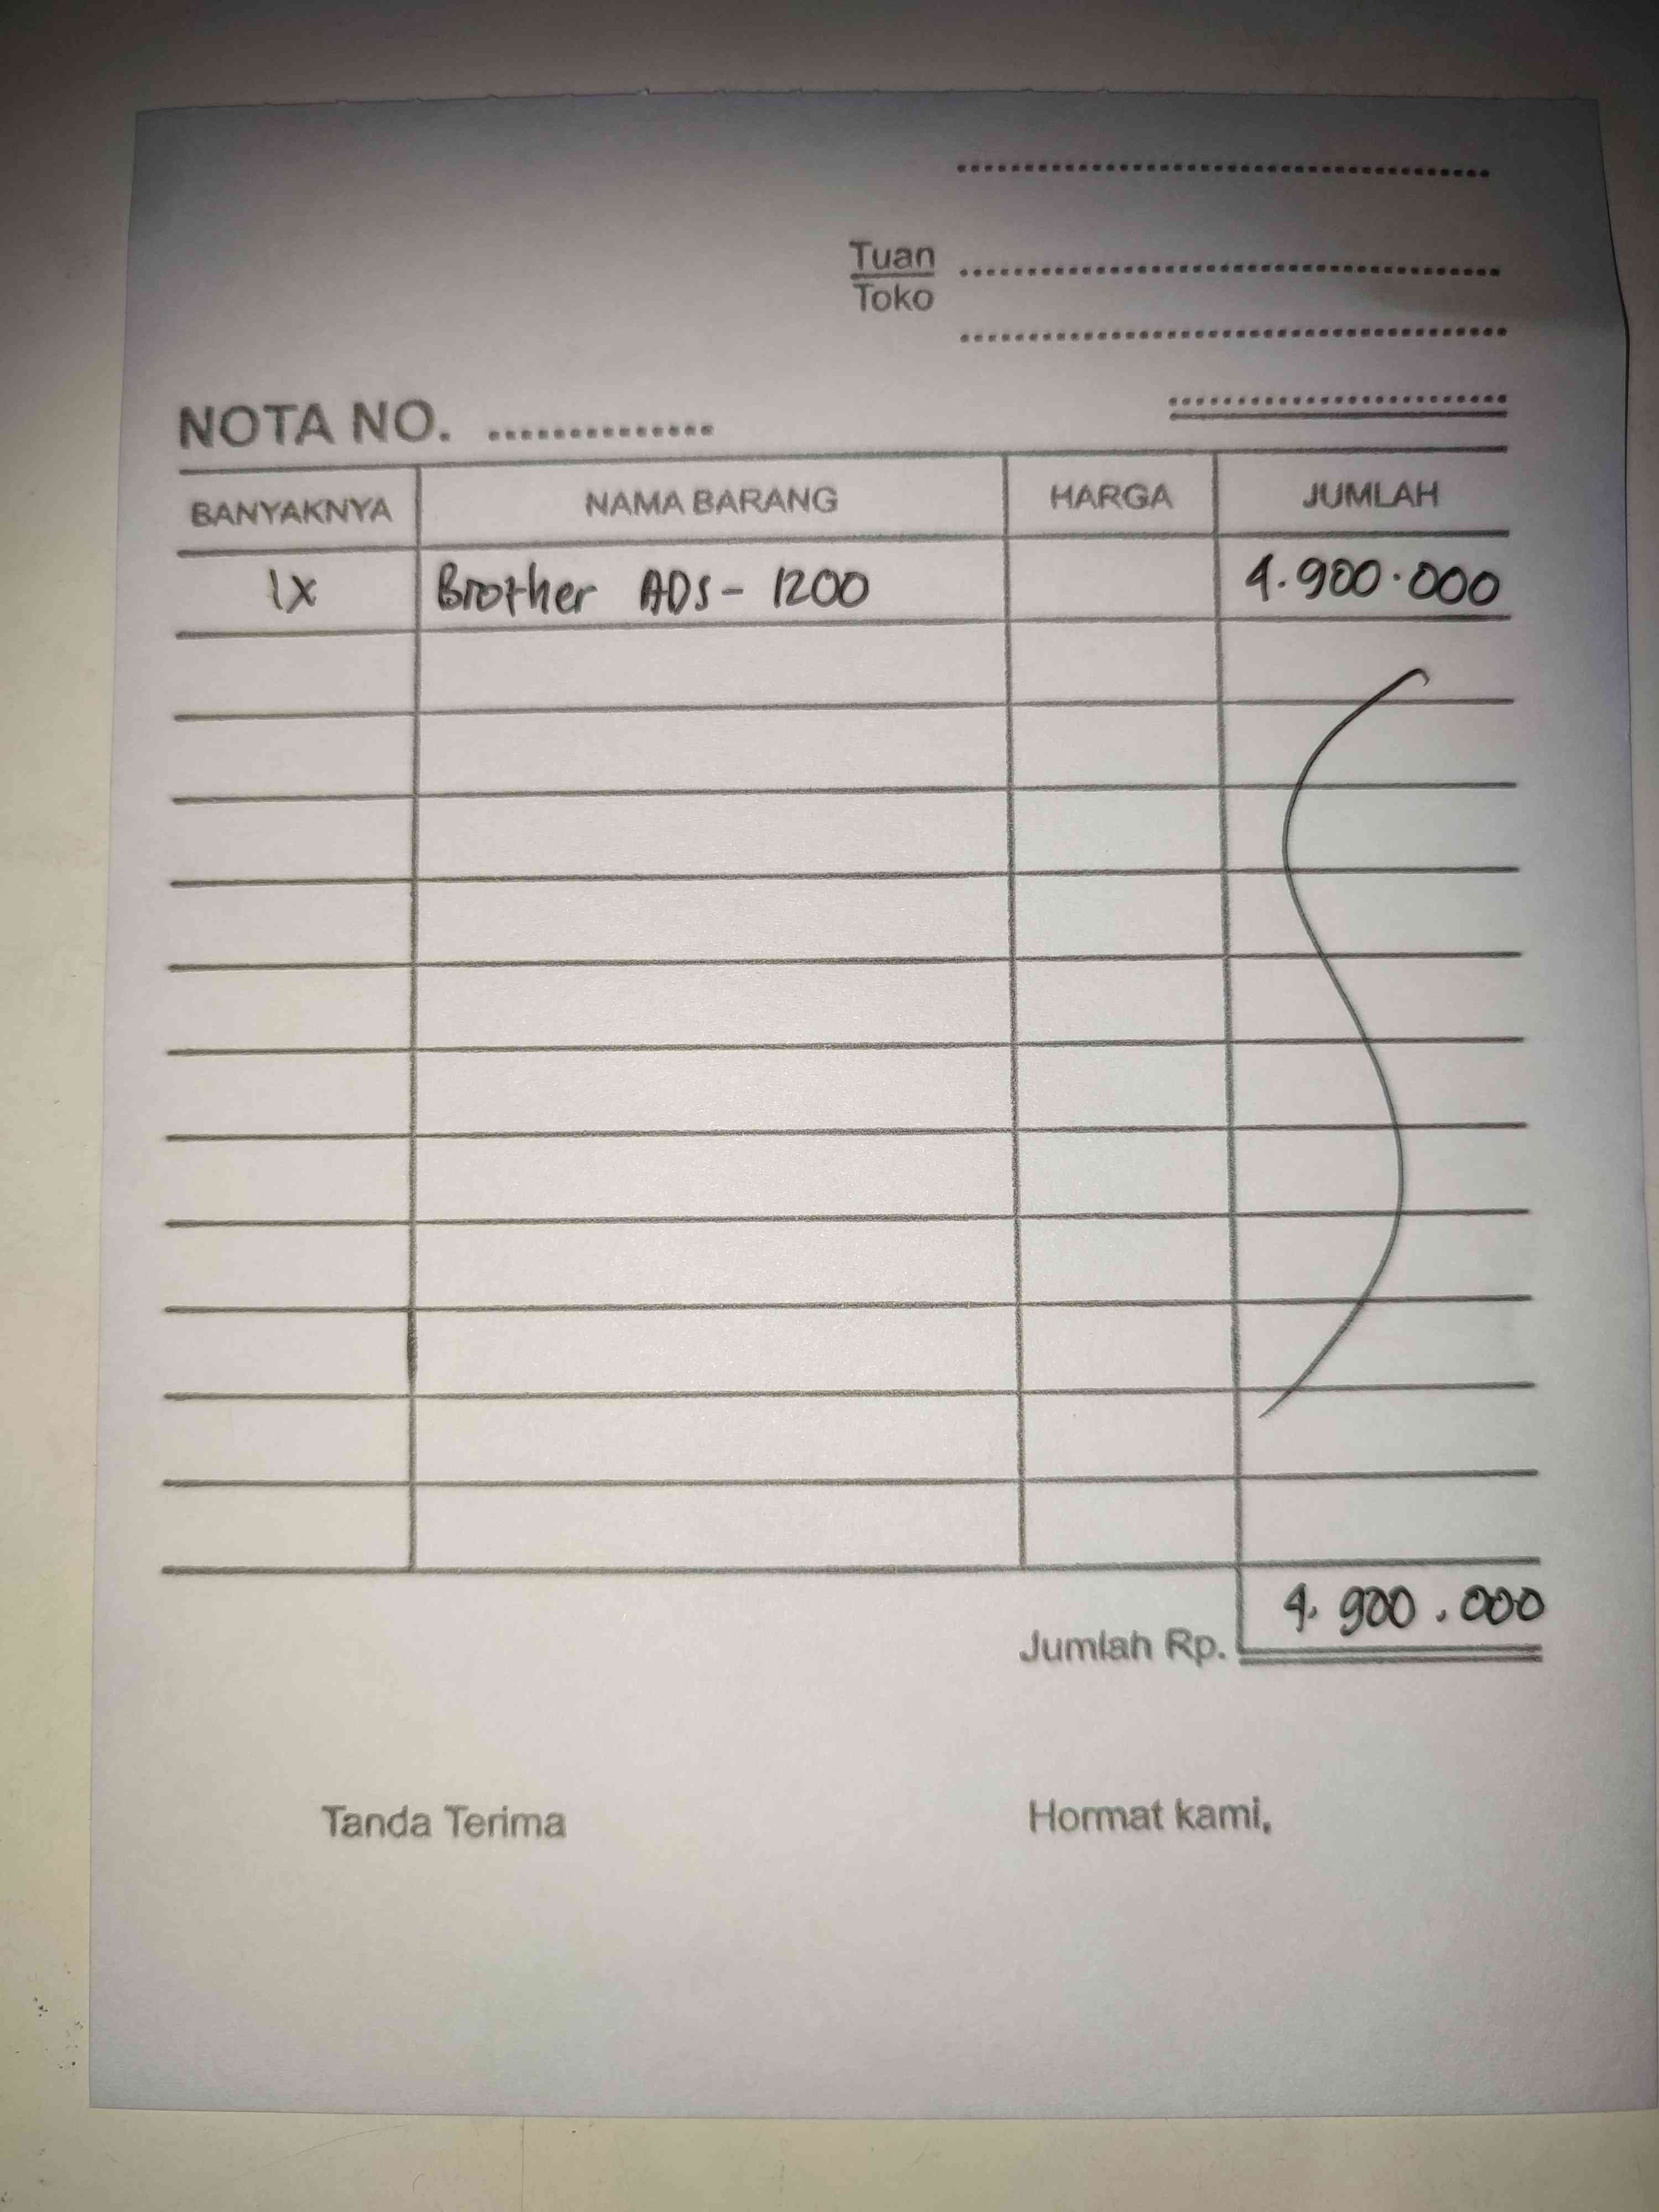 Tuan
Toko
NOTA NO. ..............
BANYAKNYA NAMA BARANG HARGA JUMLAH
1x Brother ADS - 1200 4.900.000
Jumlah Rp. 4.900.000
Tanda Terima Hormat kami,